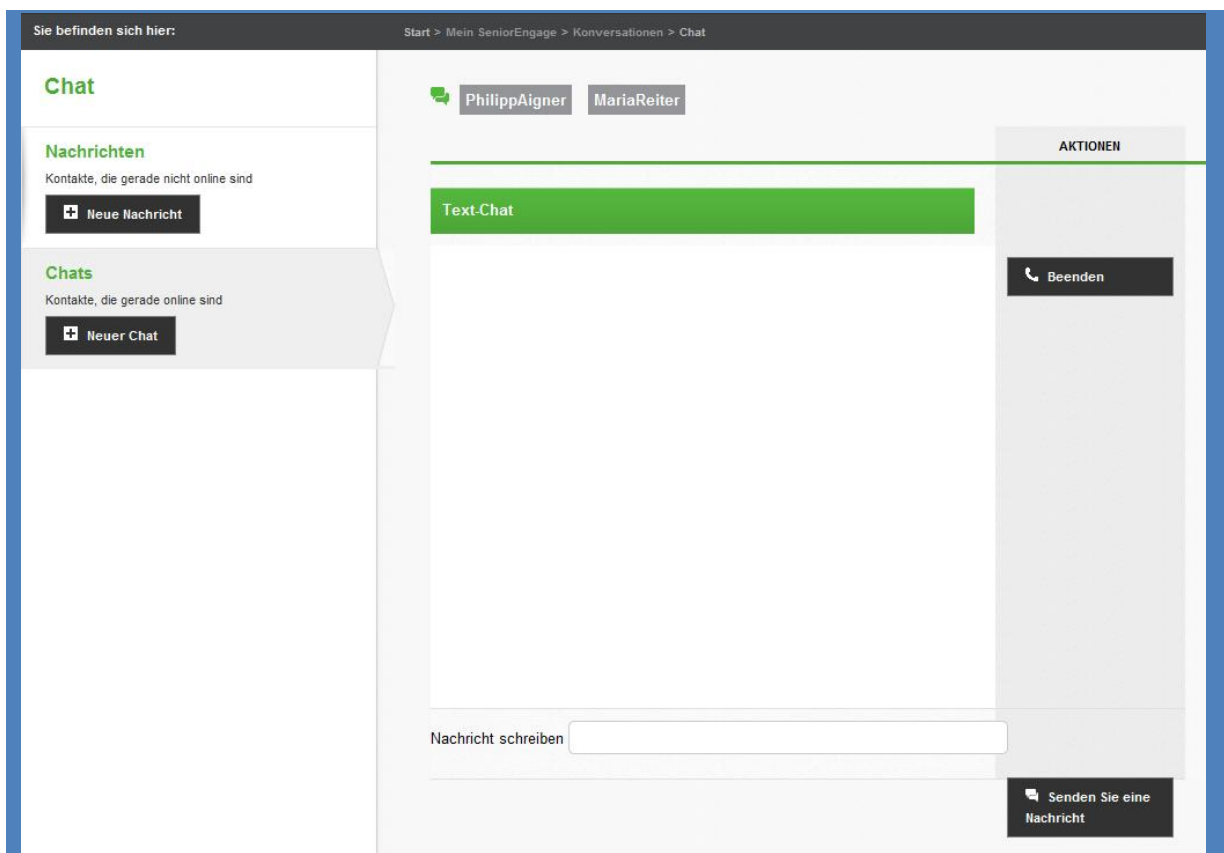 Sie befinden sich hier:
Start > Mein SeniorEngage > Konversationen > Chat
Chat
Nachrichten
Kontakte, die gerade nicht online sind
Neue Nachricht
Chats
Kontakte, die gerade online sind
Neuer Chat
PhilippAigner MariaReiter
AKTIONEN
Text-Chat
Beenden
Nachricht schreiben
Senden Sie eine
Nachricht